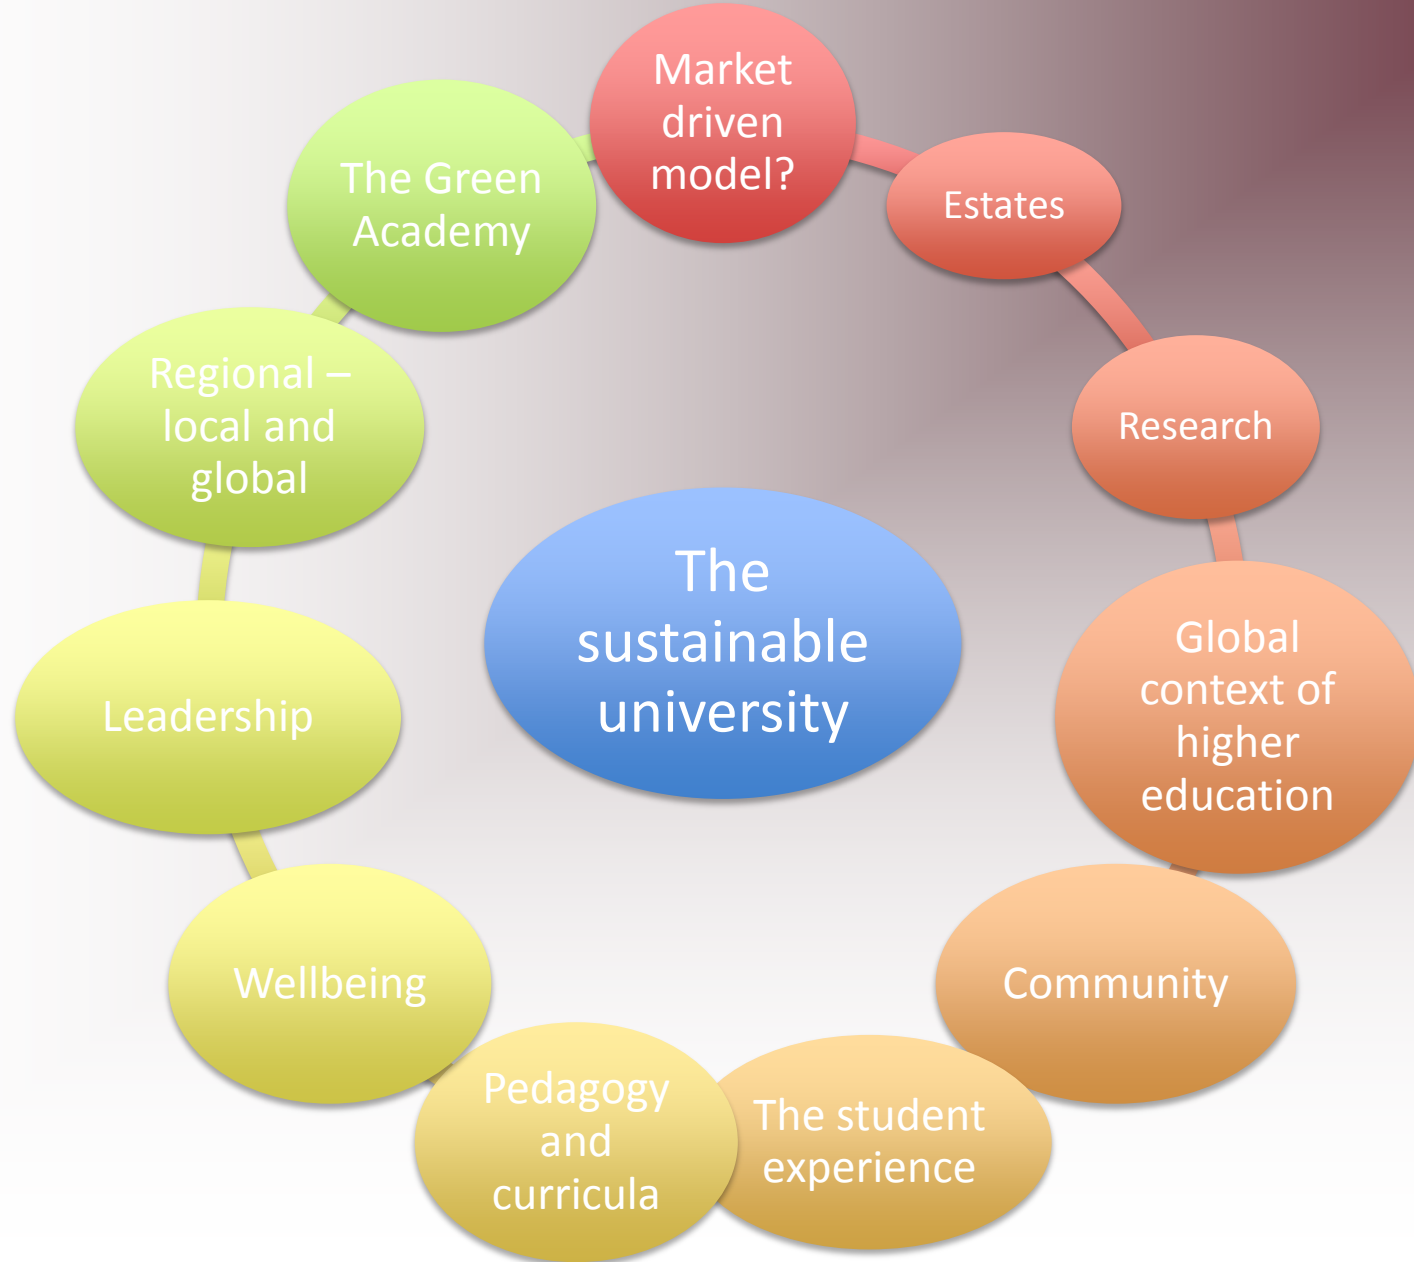 Market
driven
model?
Estates
Research
Global
context of
higher
education
Community
The student
experience
Pedagogy
and
curricula
Wellbeing
Leadership
Regional –
local and
global
The Green
Academy
The
sustainable
university